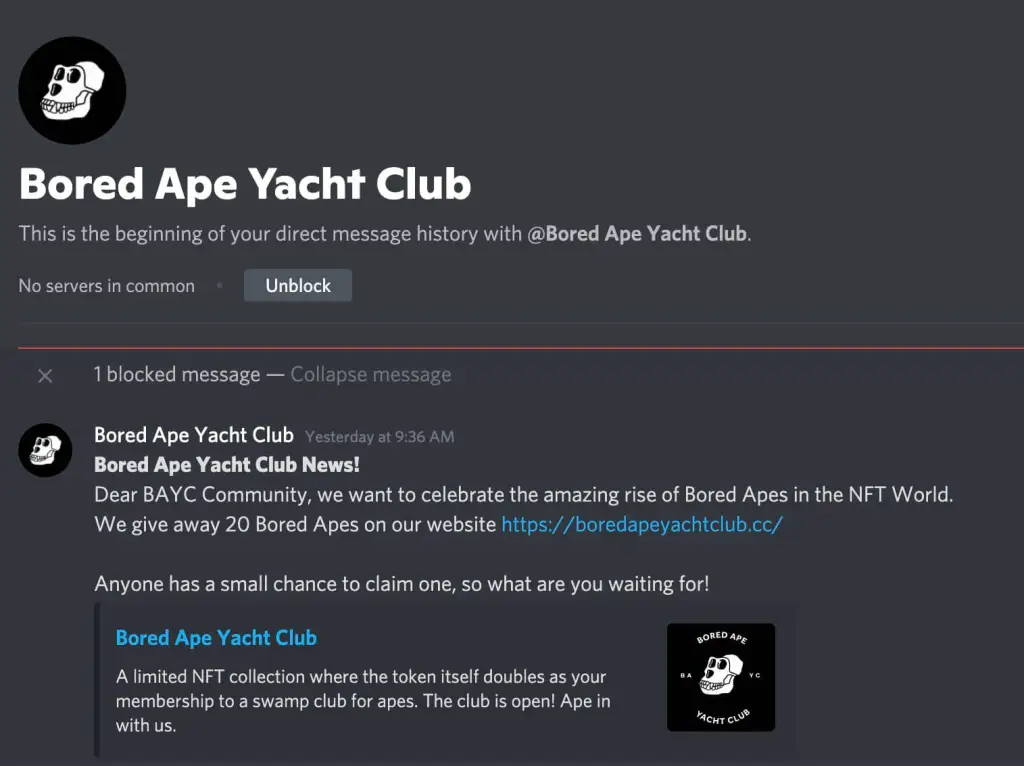 Bored Ape Yacht Club
This is the beginning of your direct message history with @Bored Ape Yacht Club.
No servers in common • Unblock
1 blocked message — Collapse message
Bored Ape Yacht Club Yesterday at 9:36 AM
Bored Ape Yacht Club News!
Dear BAYC Community, we want to celebrate the amazing rise of Bored Apes in the NFT World.
We give away 20 Bored Apes on our website https://boredapeyachtclub.cc/
Anyone has a small chance to claim one, so what are you waiting for!
Bored Ape Yacht Club
A limited NFT collection where the token itself doubles as your
membership to a swamp club for apes. The club is open! Ape in
with us.
BORED APE
BA YC
YACHT CLUB